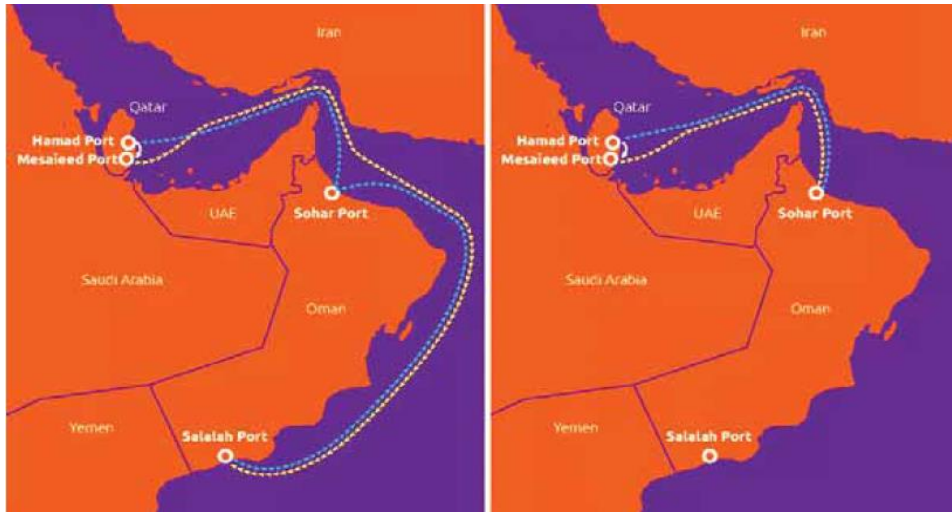 Iran
Qatar
Hamad Port
Mesaieed Port
UAE
Sohar Port
Saudi Arabia
Oman
Yemen
Salalah Port
Iran
Qatar
Hamad Port
Mesaieed Port
UAE
Sohar Port
Saudi Arabia
Oman
Yemen
Salalah Port